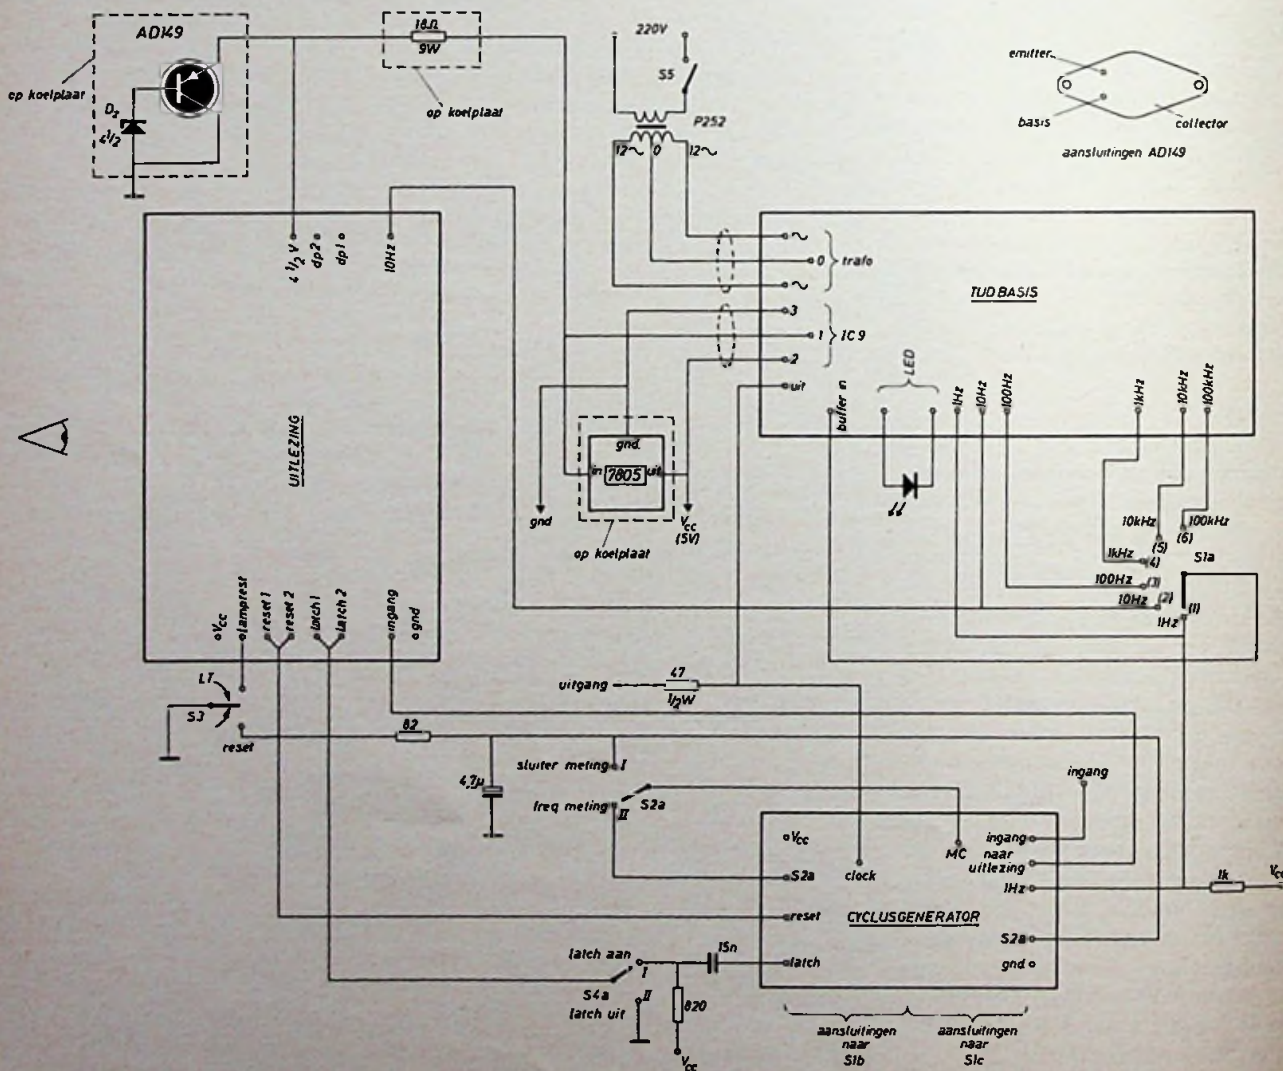 AD149
op koelplaat
Dz
4 1/2
18Ω
9W
op koelplaat
220V
S5
P252
12~
0
12~
emitter
basis
collector
aansluitingen AD149
4 1/2 V
dp2
dp1
10Hz
UITLEZING
Vcc
lamptest
reset 1
reset 2
latch 1
latch 2
ingang
gnd
~
0
~
trafo
3
1
2
IC9
uit
TUD BASIS
buffer in
LED
1Hz
10Hz
100Hz
1kHz
10kHz
100kHz
gnd
gnd.
in
7805
uit
Vcc
(5V)
op koelplaat
10kHz
(5)
100kHz
(6)
1kHz
(4)
S1a
100Hz
(3)
10Hz
(2)
1Hz
(1)
LT
S3
reset
82
4,7µ
uitgang
47
1/2W
sluiter meting
I
freq meting
II
S2a
ingang
Vcc
S2a
reset
latch
clock
MC
ingang
naar
uitlezing
1Hz
S2a
gnd
CYCLUSGENERATOR
1k
Vcc
latch aan
I
S4a
II
latch uit
15n
820
Vcc
aansluitingen
naar
S1b
aansluitingen
naar
S1c